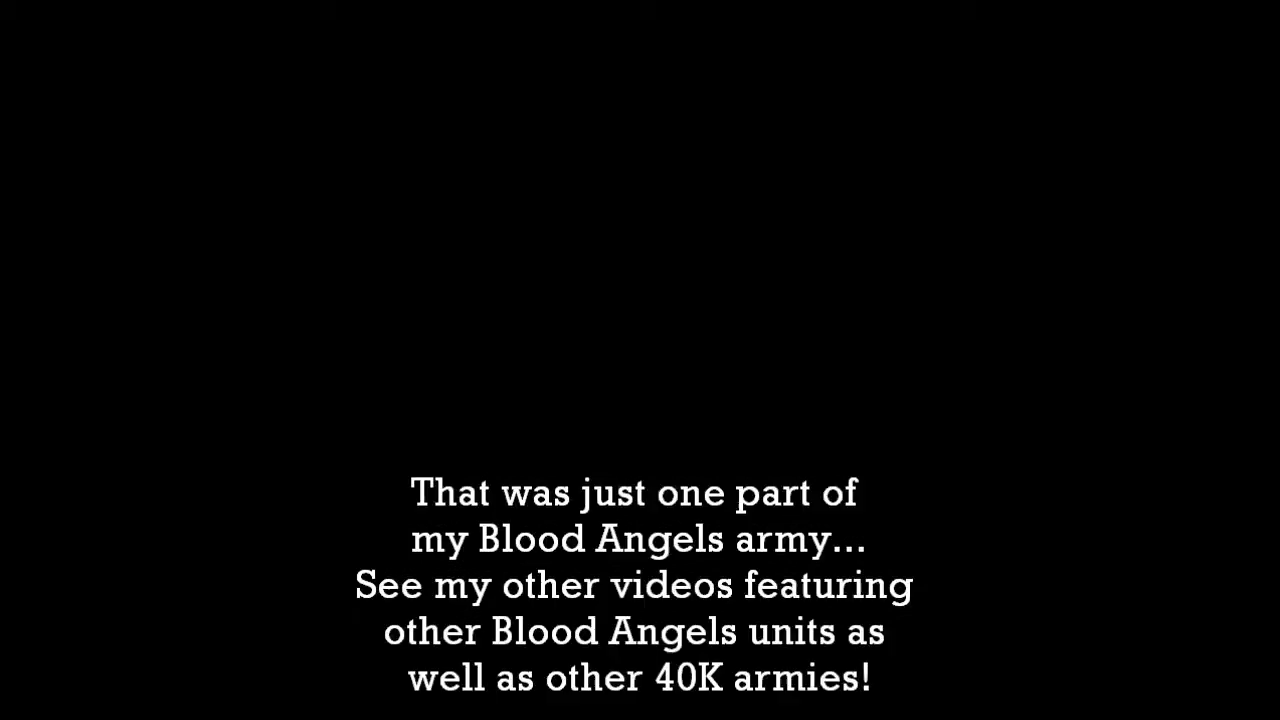 That was just one part of
my Blood Angels army...
See my other videos featuring
other Blood Angels units as
well as other 40K armies!